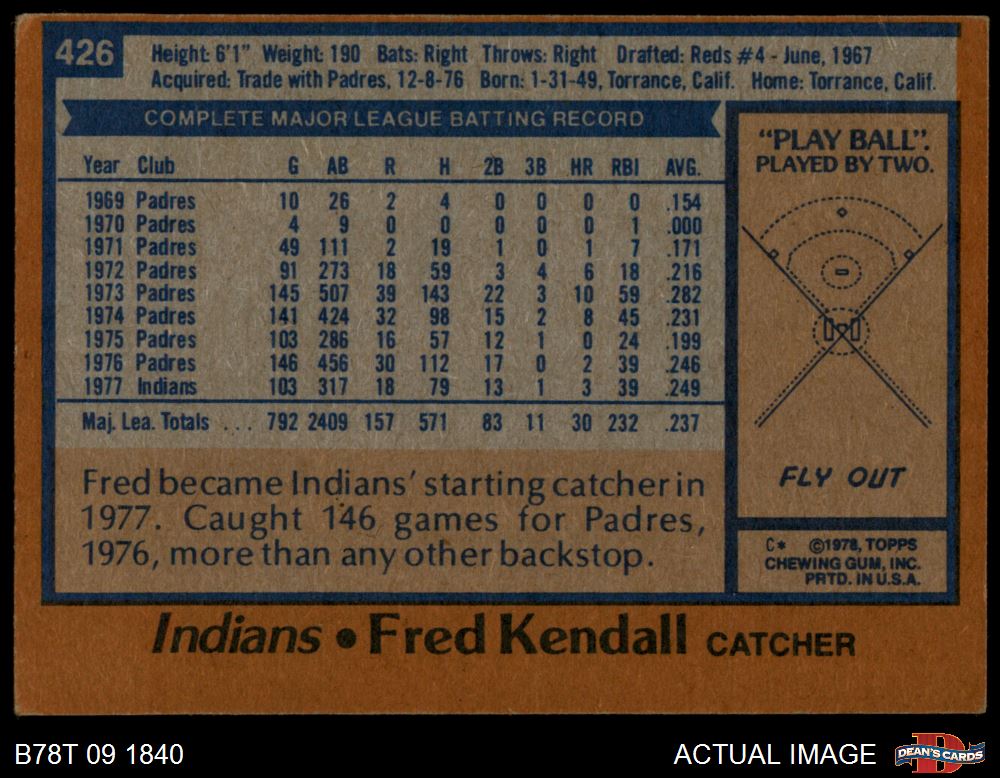 426
Height: 6'1" Weight: 190 Bats: Right Throws: Right Drafted: Reds #4 - June, 1967
Acquired: Trade with Padres, 12-8-76 Born: 1-31-49, Torrance, Calif. Home: Torrance, Calif.
COMPLETE MAJOR LEAGUE BATTING RECORD
Year Club G AB R H 2B 3B HR RBI AVG.
1969 Padres 10 26 2 4 0 0 0 0 .154
1970 Padres 4 9 0 0 0 0 0 1 .000
1971 Padres 49 111 2 19 1 0 1 7 .171
1972 Padres 91 273 18 59 3 4 6 18 .216
1973 Padres 145 507 39 143 22 3 10 59 .282
1974 Padres 141 424 32 98 15 2 8 45 .231
1975 Padres 103 286 16 57 12 1 0 24 .199
1976 Padres 146 456 30 112 17 0 2 39 .246
1977 Indians 103 317 18 79 13 1 3 39 .249
Maj. Lea. Totals . . . 792 2409 157 571 83 11 30 232 .237
Fred became Indians' starting catcher in
1977. Caught 146 games for Padres,
1976, more than any other backstop.
"PLAY BALL".
PLAYED BY TWO.
FLY OUT
C* ©1978, TOPPS
CHEWING GUM, INC.
PRTD. IN U.S.A.
Indians • Fred Kendall CATCHER
B78T 09 1840
ACTUAL IMAGE
DEAN'S CARDS